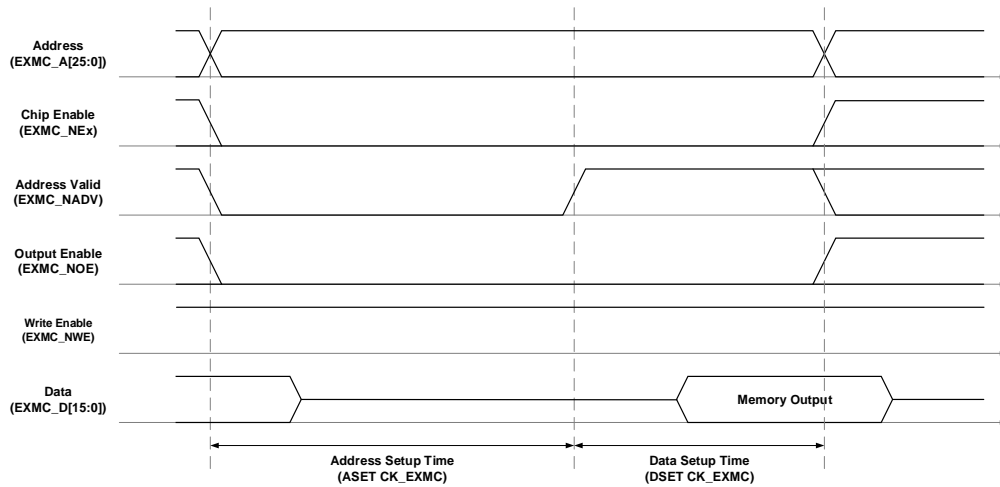 Address
(EXMC_A[25:0])
Chip Enable
(EXMC_NEx)
Address Valid
(EXMC_NADV)
Output Enable
(EXMC_NOE)
Write Enable
(EXMC_NWE)
Data
(EXMC_D[15:0])
Memory Output
Address Setup Time
(ASET CK_EXMC)
Data Setup Time
(DSET CK_EXMC)